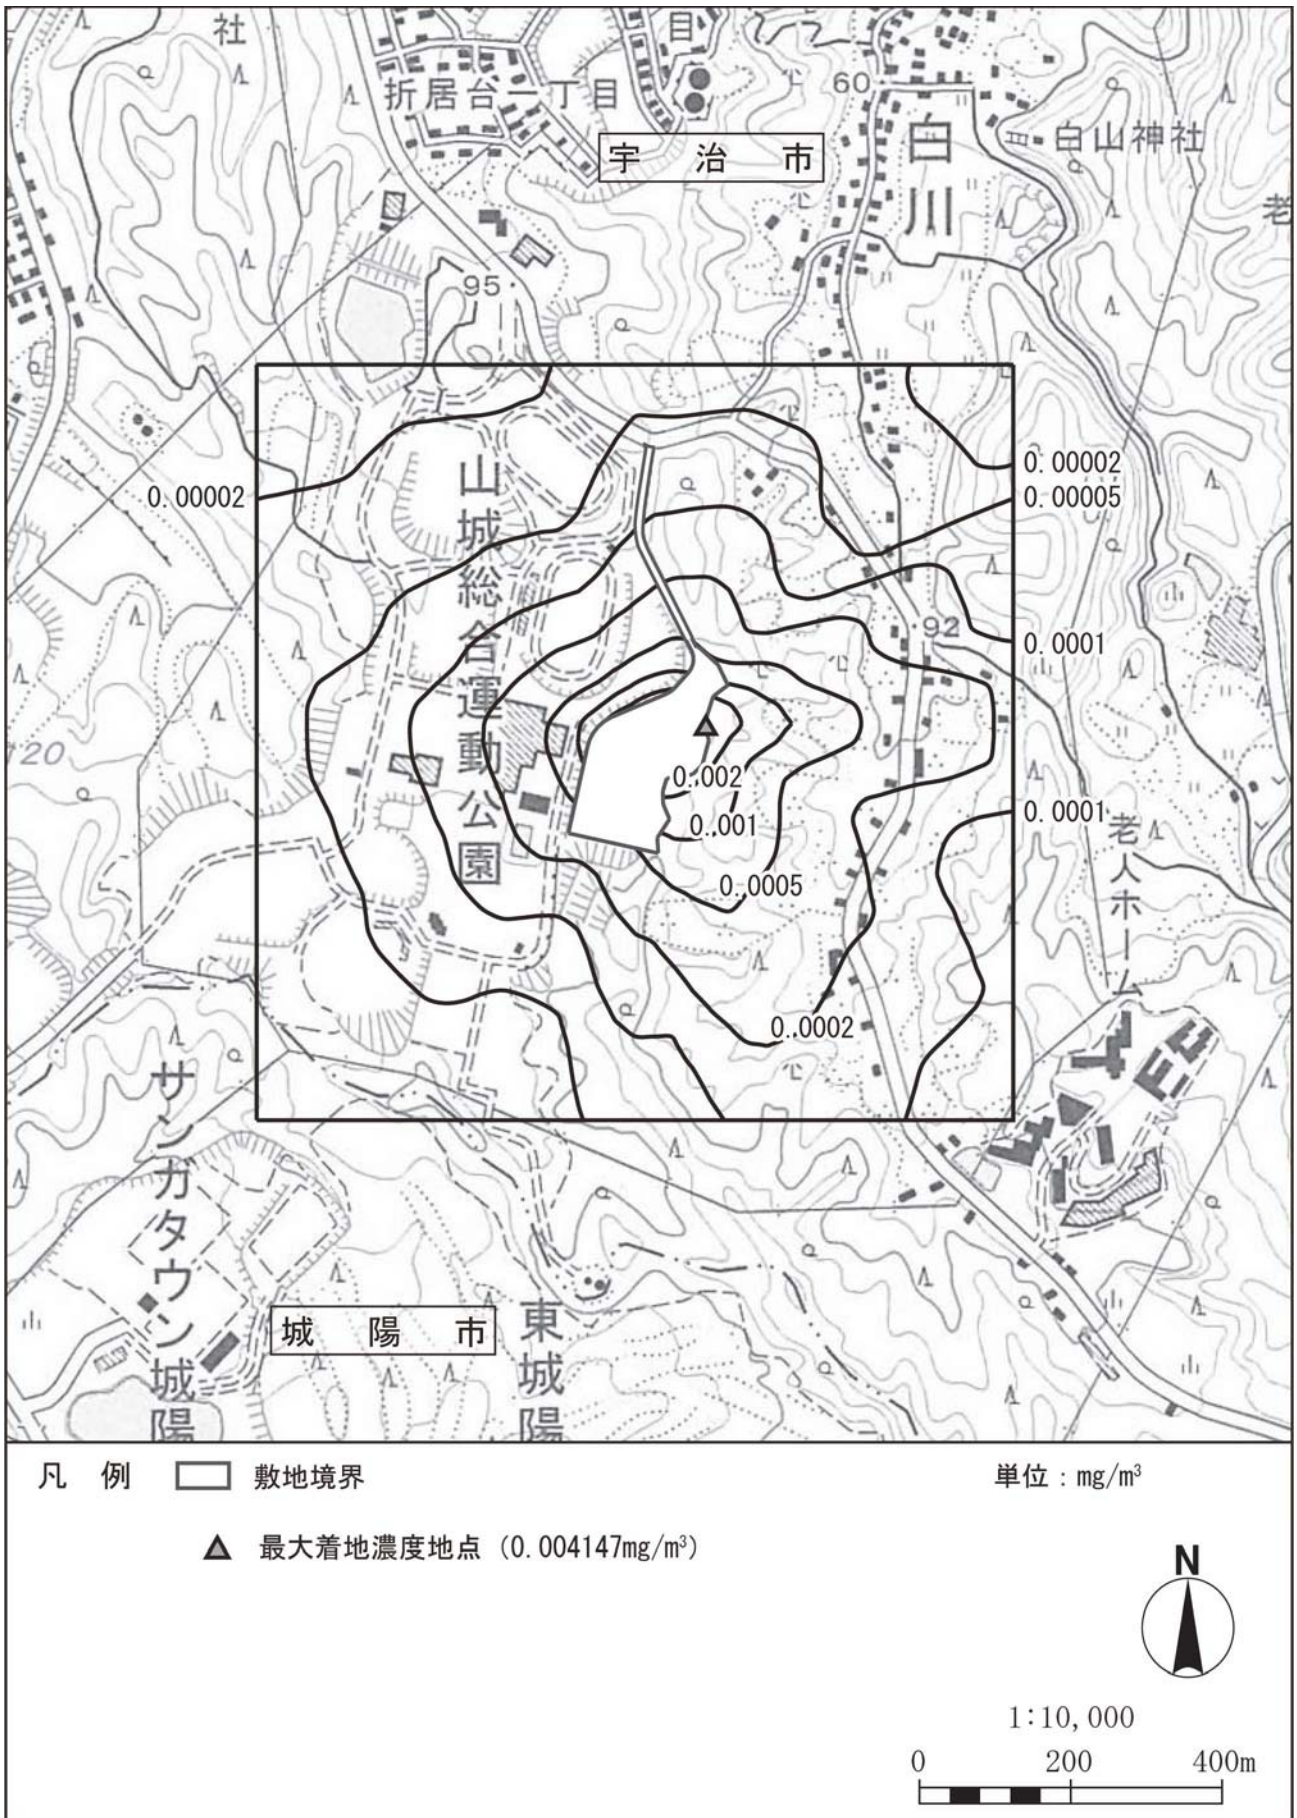 社
目
折居台一丁目
60
宇 治 市
白川
白山神社
老
95
0.00002
0.00002
0.00005
山城総合運動公園
92
0.0001
120
0.002
0.001
0.0001
老人ホーム
0.0005
0.0002
サンガタウン城陽
城 陽 市
東城陽
凡 例
敷地境界
単位：mg/m³
最大着地濃度地点（0.004147mg/m³）
N
1:10,000
0 200 400m